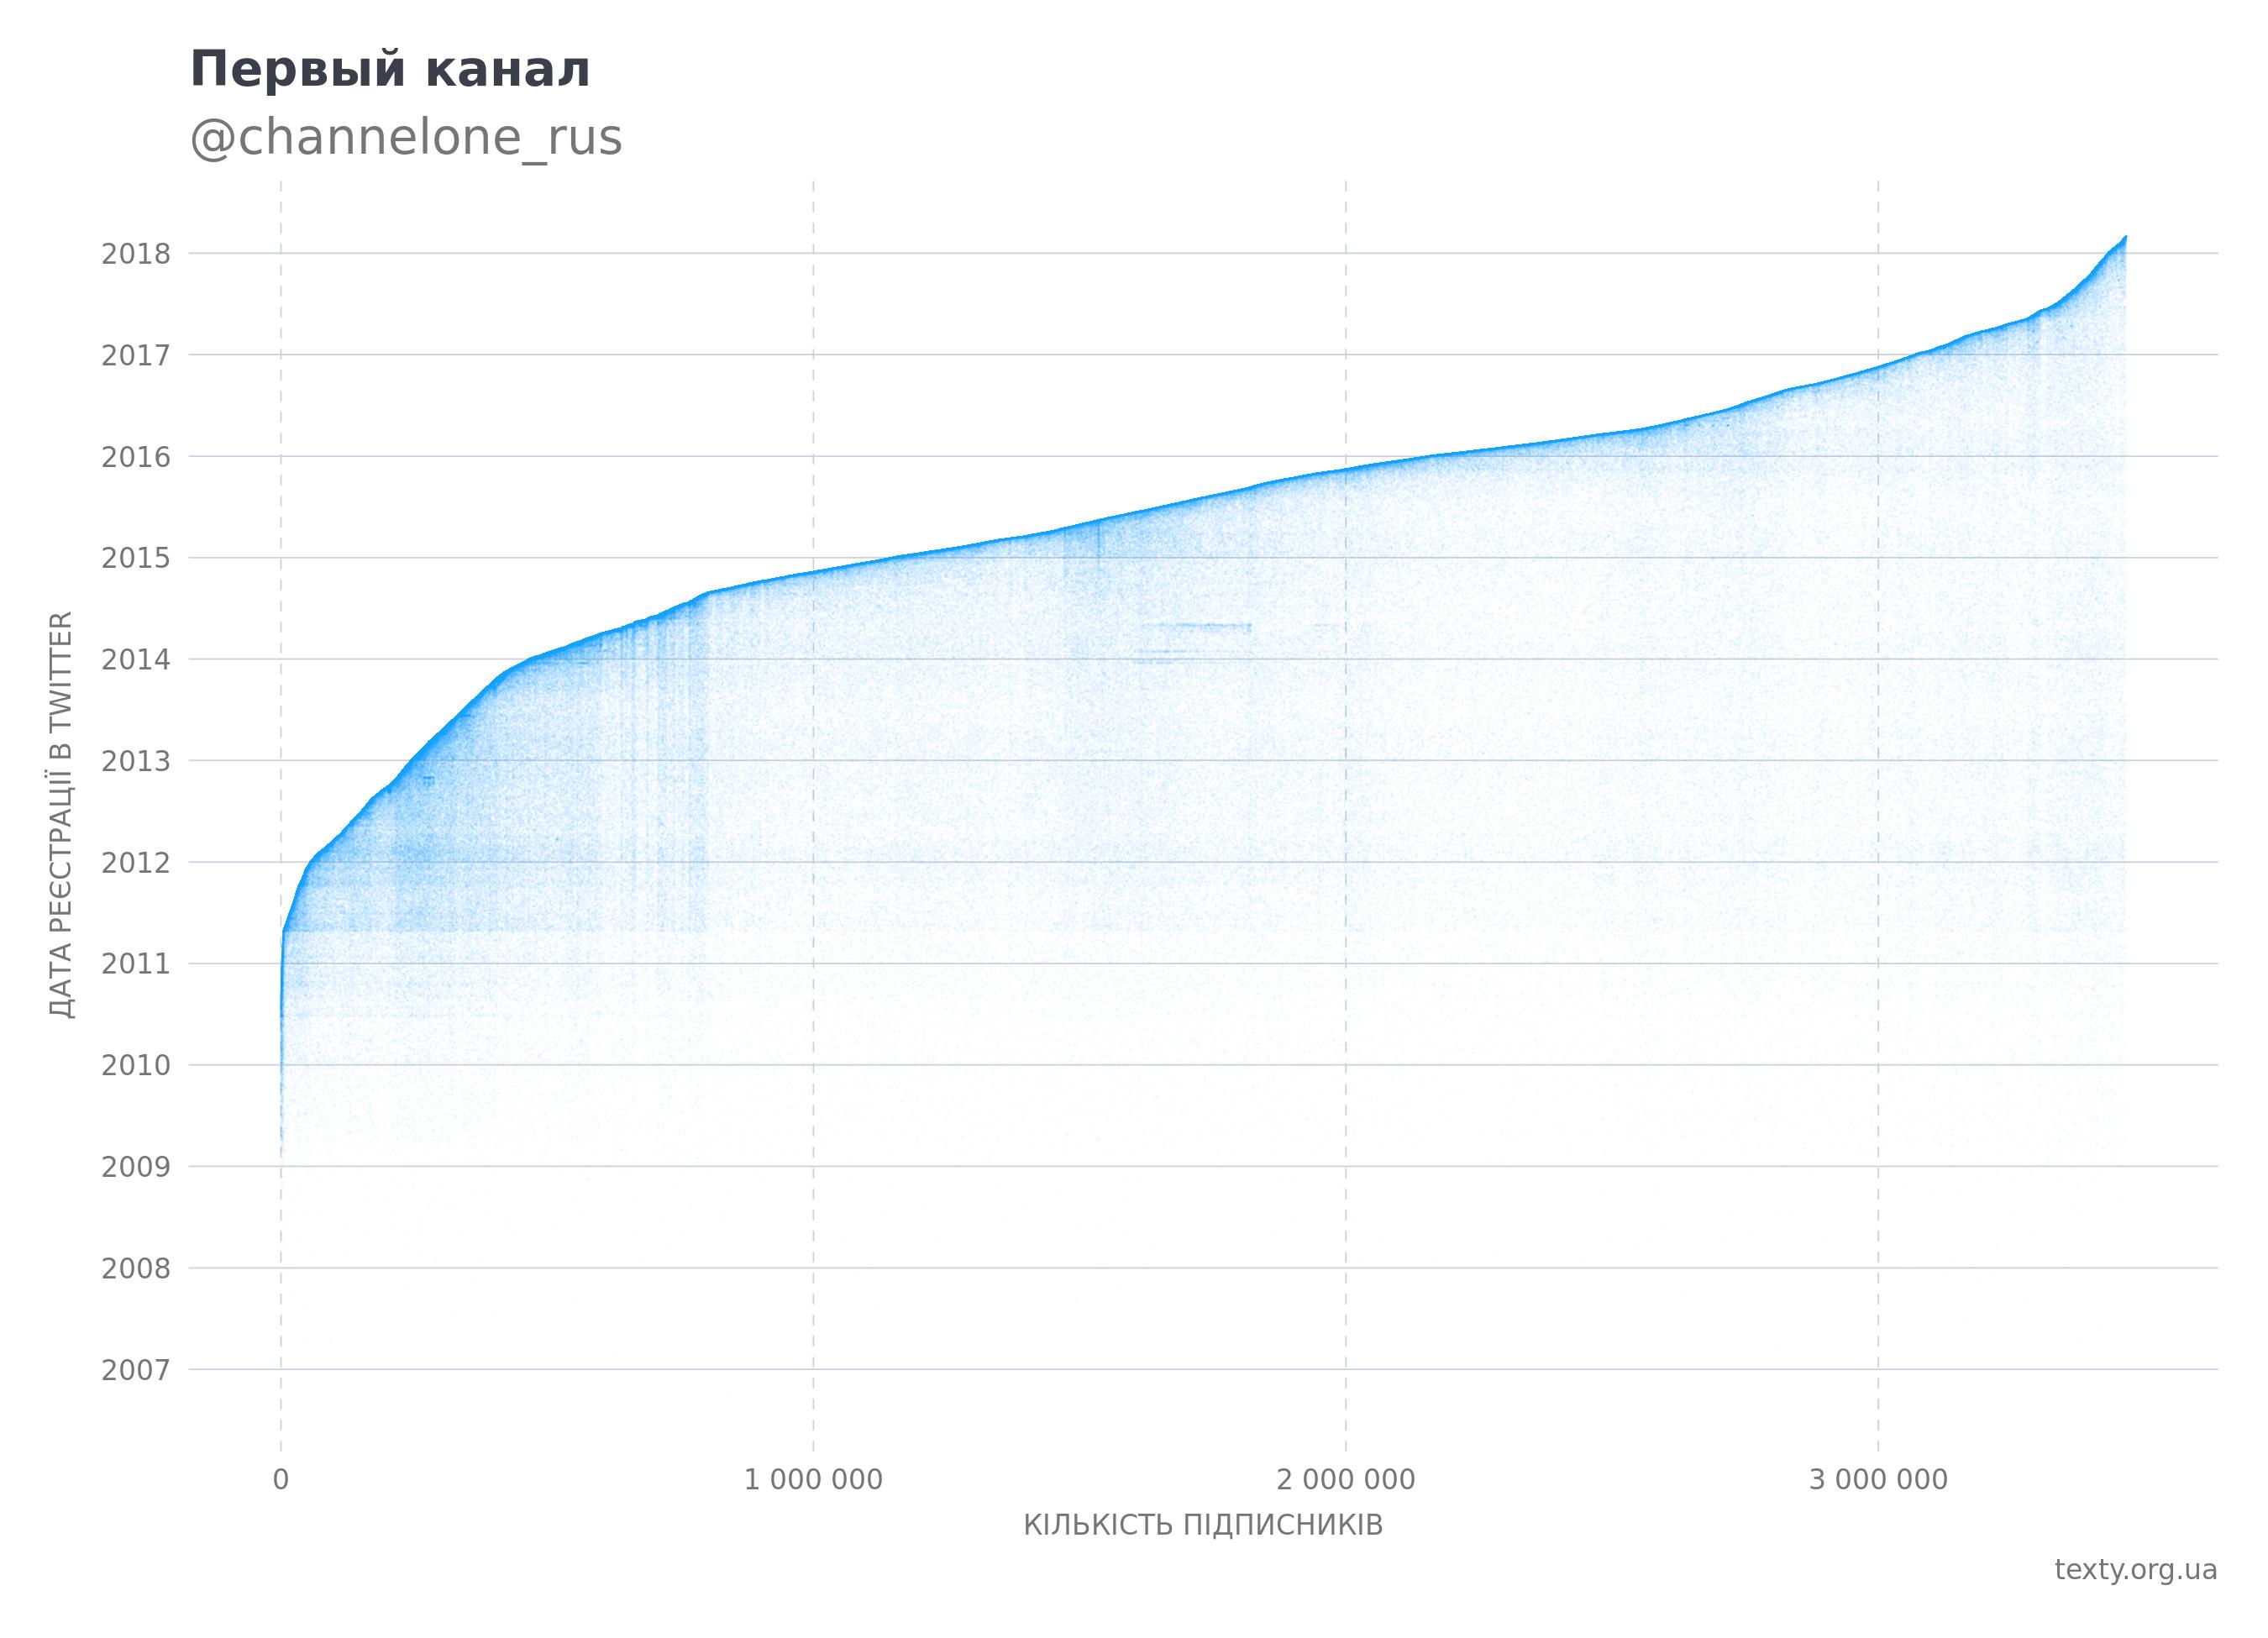 Первый канал
@channelone_rus
ДАТА РЕЄСТРАЦІЇ В TWITTER
2018
2017
2016
2015
2014
2013
2012
2011
2010
2009
2008
2007
0 1 000 000 2 000 000 3 000 000
КІЛЬКІСТЬ ПІДПИСНИКІВ
texty.org.ua